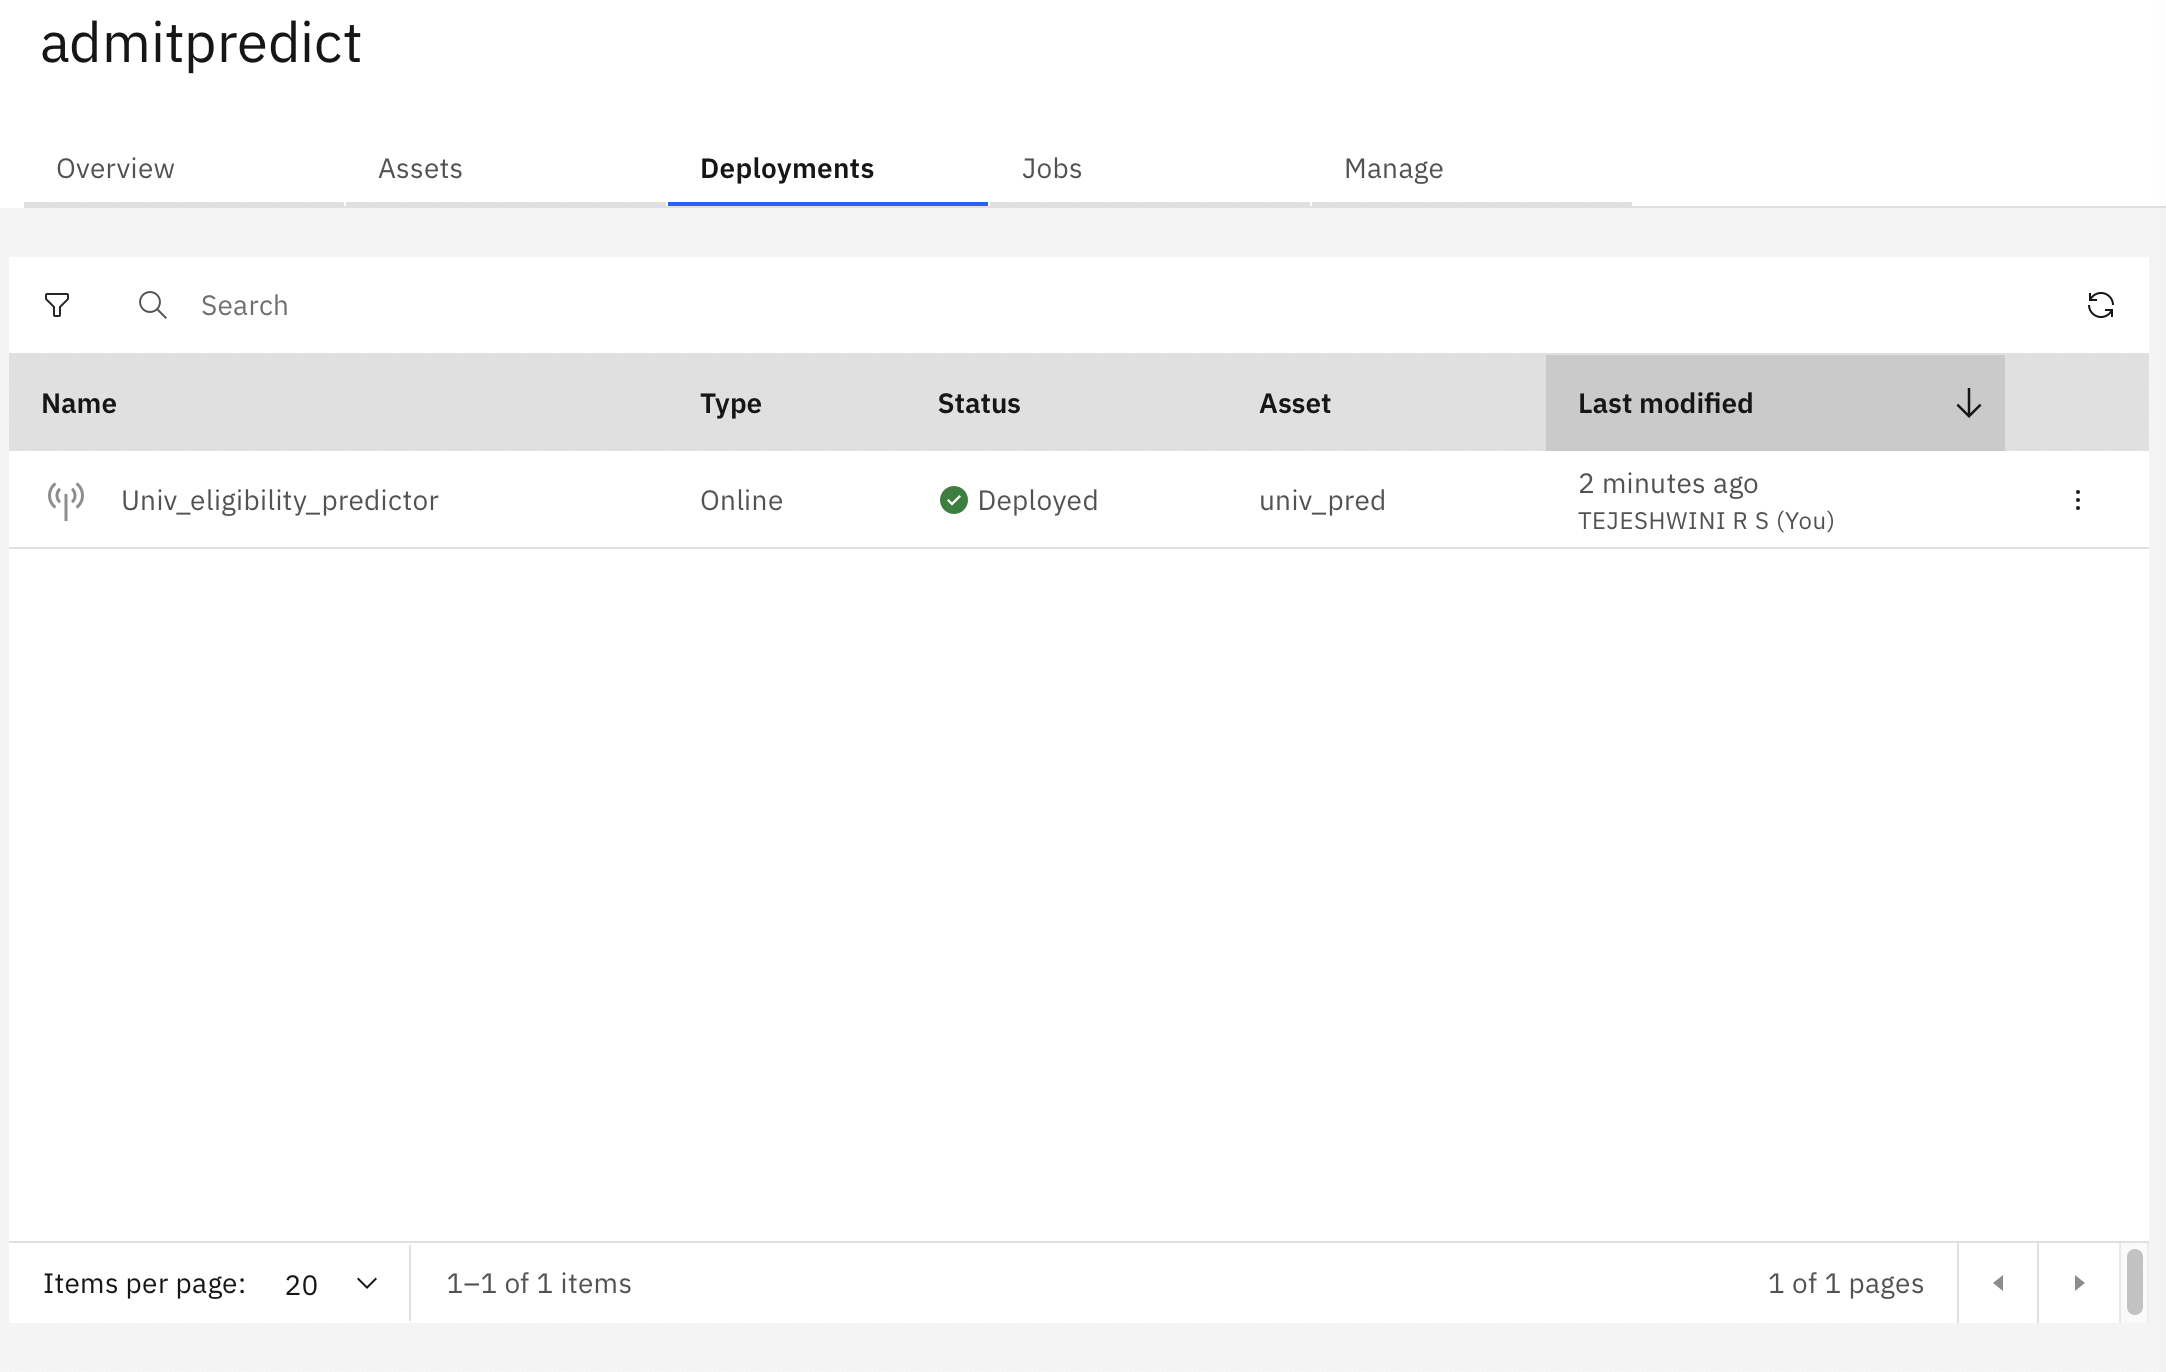 admitpredict
Overview Assets Deployments Jobs Manage
Search
Name Type Status Asset Last modified
Univ_eligibility_predictor Online Deployed univ_pred 2 minutes ago
TEJESHWINI R S (You)
Items per page: 20 1–1 of 1 items 1 of 1 pages